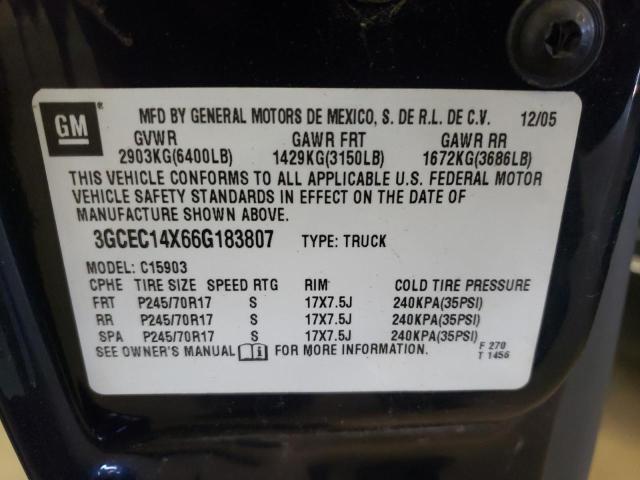 GM ® MFD BY GENERAL MOTORS DE MEXICO, S. DE R.L. DE C.V. 12/05
GVWR GAWR FRT GAWR RR
2903KG(6400LB) 1429KG(3150LB) 1672KG(3686LB)
THIS VEHICLE CONFORMS TO ALL APPLICABLE U.S. FEDERAL MOTOR
VEHICLE SAFETY STANDARDS IN EFFECT ON THE DATE OF
MANUFACTURE SHOWN ABOVE.
3GCEC14X66G183807 TYPE: TRUCK
MODEL: C15903
CPHE TIRE SIZE SPEED RTG RIM COLD TIRE PRESSURE
FRT P245/70R17 S 17X7.5J 240KPA(35PSI)
RR P245/70R17 S 17X7.5J 240KPA(35PSI)
SPA P245/70R17 S 17X7.5J 240KPA(35PSI)
SEE OWNER'S MANUAL i FOR MORE INFORMATION. F 270
T 1456